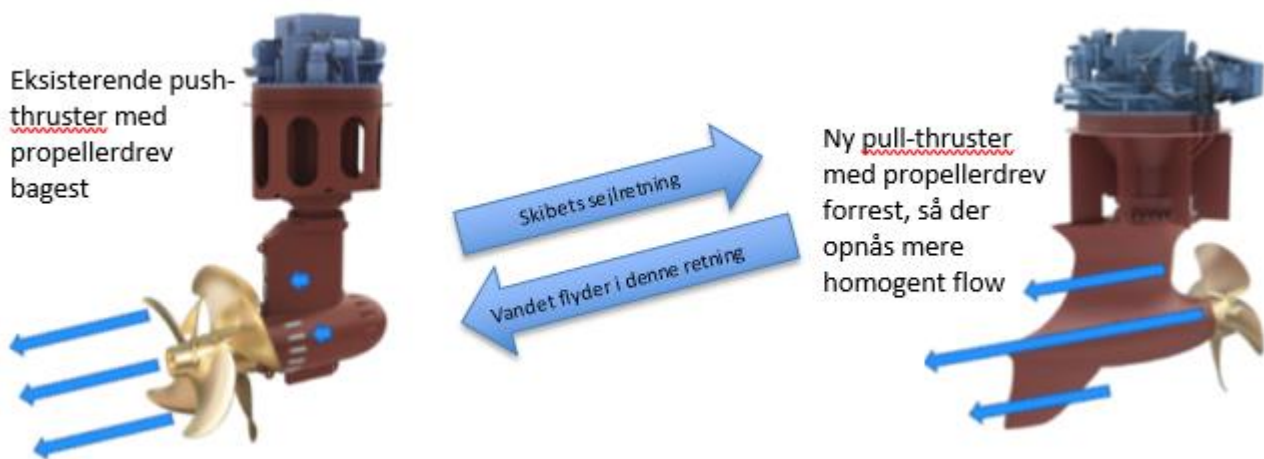 Eksisterende push-
thruster med
propellerdrev
bagest
Skibets sejlretning
Vandet flyder i denne retning
Ny pull-thruster
med propellerdrev
forrest, så der
opnås mere
homogent flow